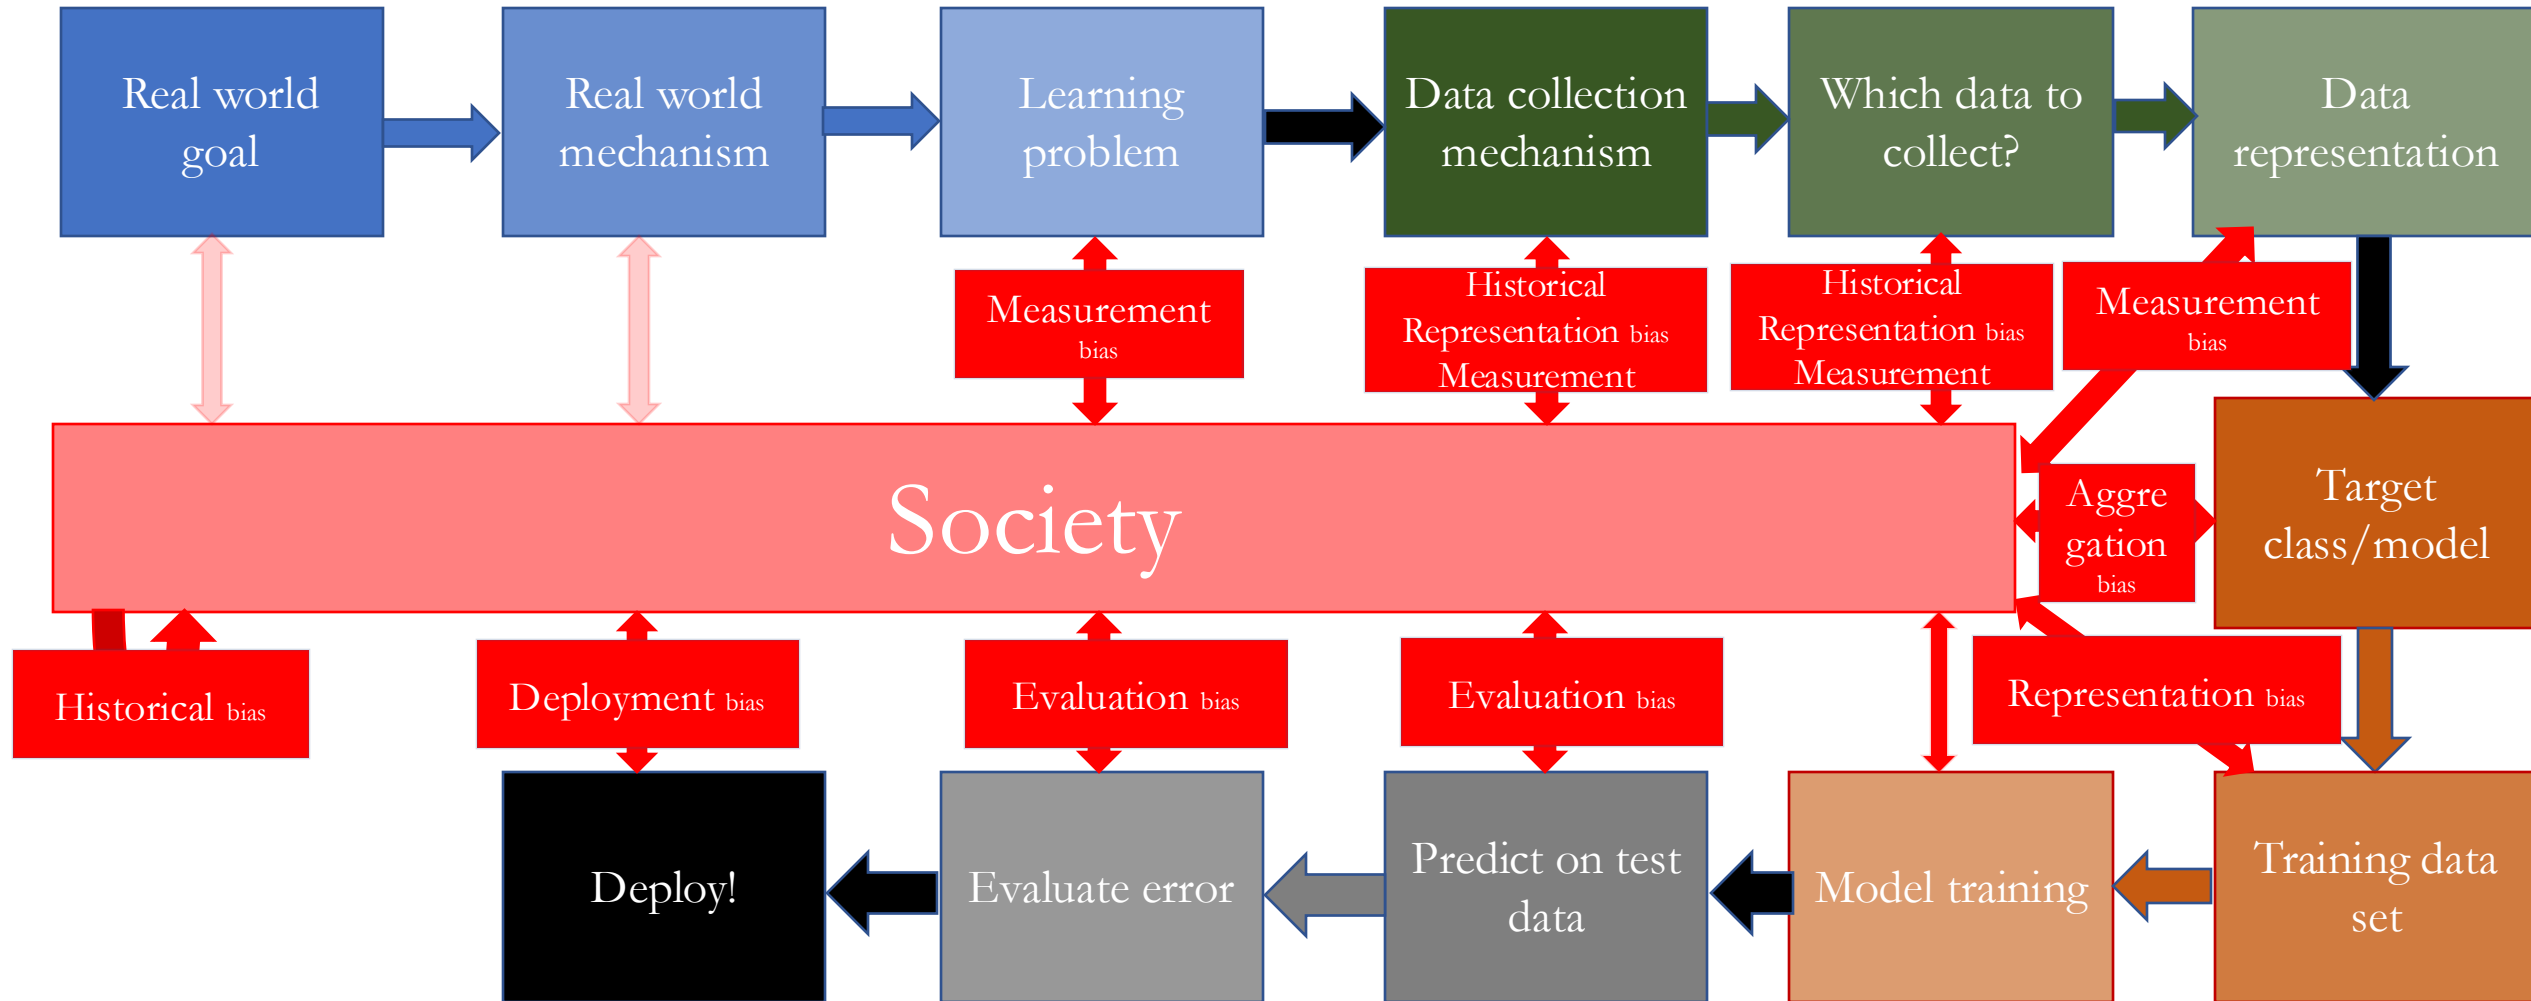 Real world
goal
Real world
mechanism
Learning
problem
Data collection
mechanism
Which data to
collect?
Data
representation
Measurement
bias
Historical
Representation bias
Measurement
Historical
Representation bias
Measurement
Measurement
bias
Society
Aggre
gation
bias
Target
class/model
Historical bias
Deployment bias
Evaluation bias
Evaluation bias
Representation bias
Deploy!
Evaluate error
Predict on test
data
Model training
Training data
set